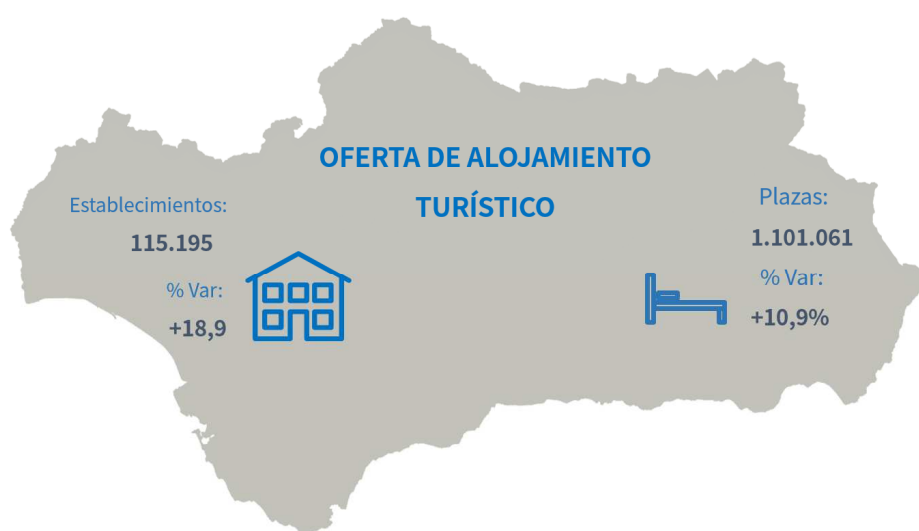 OFERTA DE ALOJAMIENTO
TURÍSTICO
Establecimientos:
115.195
% Var:
+18,9
Plazas:
1.101.061
% Var:
+10,9%